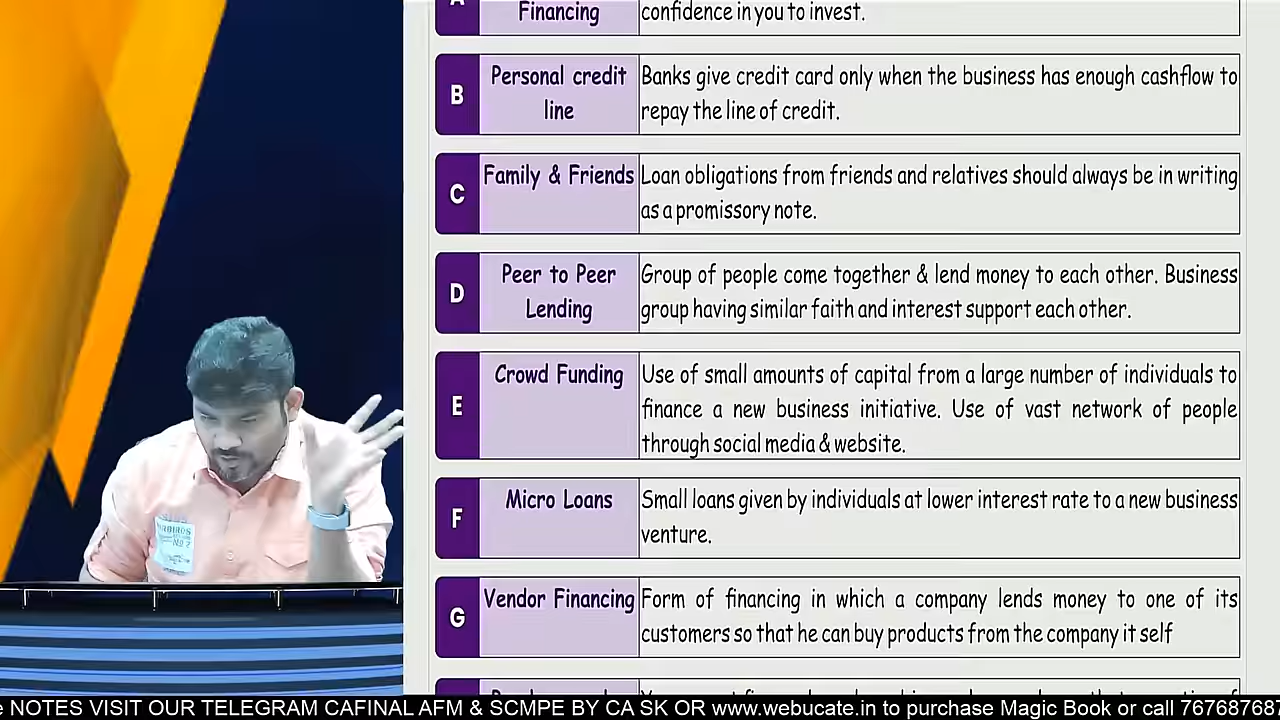 Financing
confidence in you to invest.
B
Personal credit
line
Banks give credit card only when the business has enough cashflow to
repay the line of credit.
C
Family & Friends
Loan obligations from friends and relatives should always be in writing
as a promissory note.
D
Peer to Peer
Lending
Group of people come together & lend money to each other. Business
group having similar faith and interest support each other.
E
Crowd Funding
Use of small amounts of capital from a large number of individuals to
finance a new business initiative. Use of vast network of people
through social media & website.
F
Micro Loans
Small loans given by individuals at lower interest rate to a new business
venture.
G
Vendor Financing
Form of financing in which a company lends money to one of its
customers so that he can buy products from the company it self
NOTES VISIT OUR TELEGRAM CAFINAL AFM & SCMPE BY CA SK OR www.webucate.in to purchase Magic Book or call 767687687